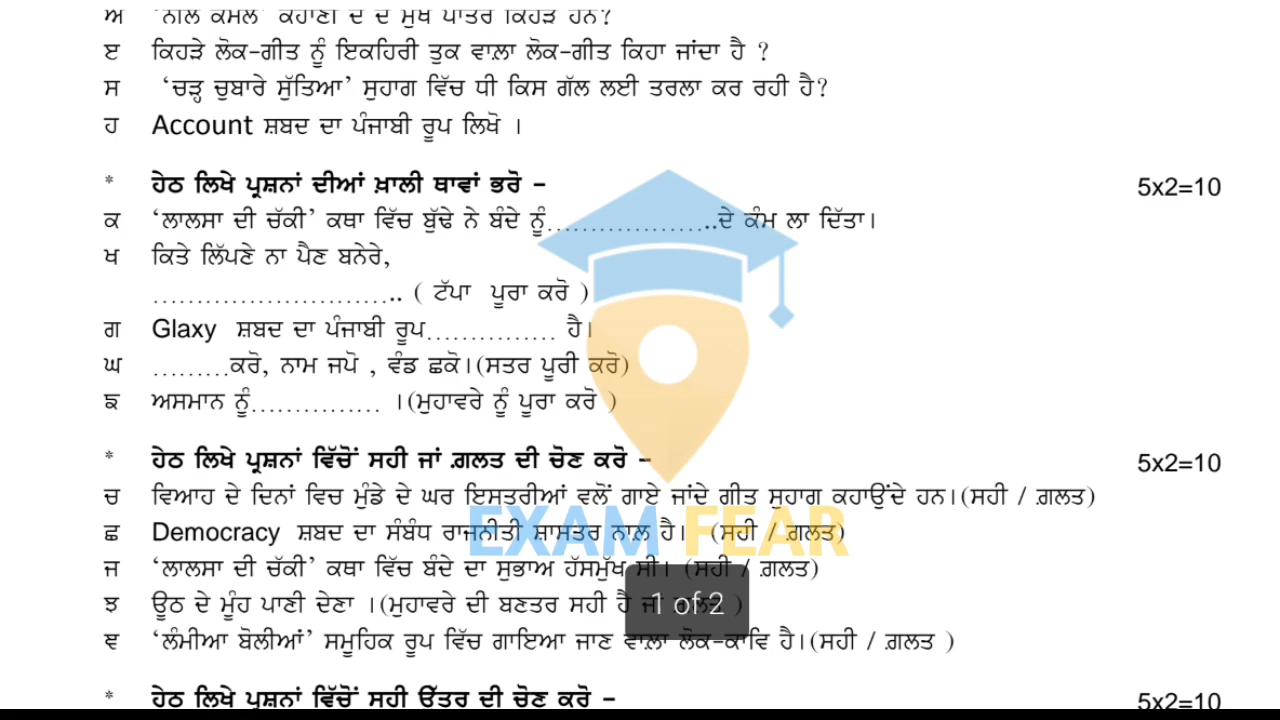 ਅ ‘ਨੀਲ ਕਮਲ’ ਕਹਾਣੀ ਦੇ ਦੋ ਮੁੱਖ ਪਾਤਰ ਕਿਹੜੇ ਹਨ?
ੲ ਕਿਹੜੇ ਲੋਕ-ਗੀਤ ਨੂੰ ਇਕਹਿਰੀ ਤੁਕ ਵਾਲਾ ਲੋਕ-ਗੀਤ ਕਿਹਾ ਜਾਂਦਾ ਹੈ ?
ਸ ‘ਚੜ੍ਹ ਚੁਬਾਰੇ ਸੁੱਤਿਆ’ ਸੁਹਾਗ ਵਿੱਚ ਧੀ ਕਿਸ ਗੱਲ ਲਈ ਤਰਲਾ ਕਰ ਰਹੀ ਹੈ?
ਹ Account ਸ਼ਬਦ ਦਾ ਪੰਜਾਬੀ ਰੂਪ ਲਿਖੋ ।
* ਹੇਠ ਲਿਖੇ ਪ੍ਰਸ਼ਨਾਂ ਦੀਆਂ ਖ਼ਾਲੀ ਥਾਵਾਂ ਭਰੋ – 5x2=10
ਕ ‘ਲਾਲਸਾ ਦੀ ਚੱਕੀ’ ਕਥਾ ਵਿੱਚ ਬੁੱਢੇ ਨੇ ਬੰਦੇ ਨੂੰ....................ਦੇ ਕੰਮ ਲਾ ਦਿੱਤਾ।
ਖ ਕਿਤੇ ਲਿੱਪਣੇ ਨਾ ਪੈਣ ਬਨੇਰੇ,
............................. ( ਟੱਪਾ ਪੂਰਾ ਕਰੋ )
ਗ Glaxy ਸ਼ਬਦ ਦਾ ਪੰਜਾਬੀ ਰੂਪ............... ਹੈ।
ਘ .........ਕਰੋ, ਨਾਮ ਜਪੋ , ਵੰਡ ਛਕੋ।(ਸਤਰ ਪੂਰੀ ਕਰੋ)
ਙ ਅਸਮਾਨ ਨੂੰ............... ।(ਮੁਹਾਵਰੇ ਨੂੰ ਪੂਰਾ ਕਰੋ )
* ਹੇਠ ਲਿਖੇ ਪ੍ਰਸ਼ਨਾਂ ਵਿੱਚੋਂ ਸਹੀ ਜਾਂ ਗ਼ਲਤ ਦੀ ਚੋਣ ਕਰੋ – 5x2=10
ਚ ਵਿਆਹ ਦੇ ਦਿਨਾਂ ਵਿਚ ਮੁੰਡੇ ਦੇ ਘਰ ਇਸਤਰੀਆਂ ਵਲੋਂ ਗਾਏ ਜਾਂਦੇ ਗੀਤ ਸੁਹਾਗ ਕਹਾਉਂਦੇ ਹਨ।(ਸਹੀ / ਗ਼ਲਤ)
ਛ Democracy ਸ਼ਬਦ ਦਾ ਸੰਬੰਧ ਰਾਜਨੀਤੀ ਸ਼ਾਸਤਰ ਨਾਲ਼ ਹੈ। (ਸਹੀ / ਗ਼ਲਤ)
EXAM FEAR
ਜ ‘ਲਾਲਸਾ ਦੀ ਚੱਕੀ’ ਕਥਾ ਵਿੱਚ ਬੰਦੇ ਦਾ ਸੁਭਾਅ ਹੱਸਮੁੱਖ ਸੀ। (ਸਹੀ / ਗ਼ਲਤ)
ਝ ਊਠ ਦੇ ਮੂੰਹ ਪਾਣੀ ਦੇਣਾ ।(ਮੁਹਾਵਰੇ ਦੀ ਬਣਤਰ ਸਹੀ ਹੈ ਜਾਂ ਗ਼ਲਤ )
1 of 2
ਞ ‘ਲੰਮੀਆ ਬੋਲੀਆਂ’ ਸਮੂਹਿਕ ਰੂਪ ਵਿੱਚ ਗਾਇਆ ਜਾਣ ਵਾਲਾ ਲੋਕ-ਕਾਵਿ ਹੈ।(ਸਹੀ / ਗ਼ਲਤ )
* ਹੇਠ ਲਿਖੇ ਪ੍ਰਸ਼ਨਾਂ ਵਿੱਚੋਂ ਸਹੀ ਉੱਤਰ ਦੀ ਚੋਣ ਕਰੋ – 5x2=10